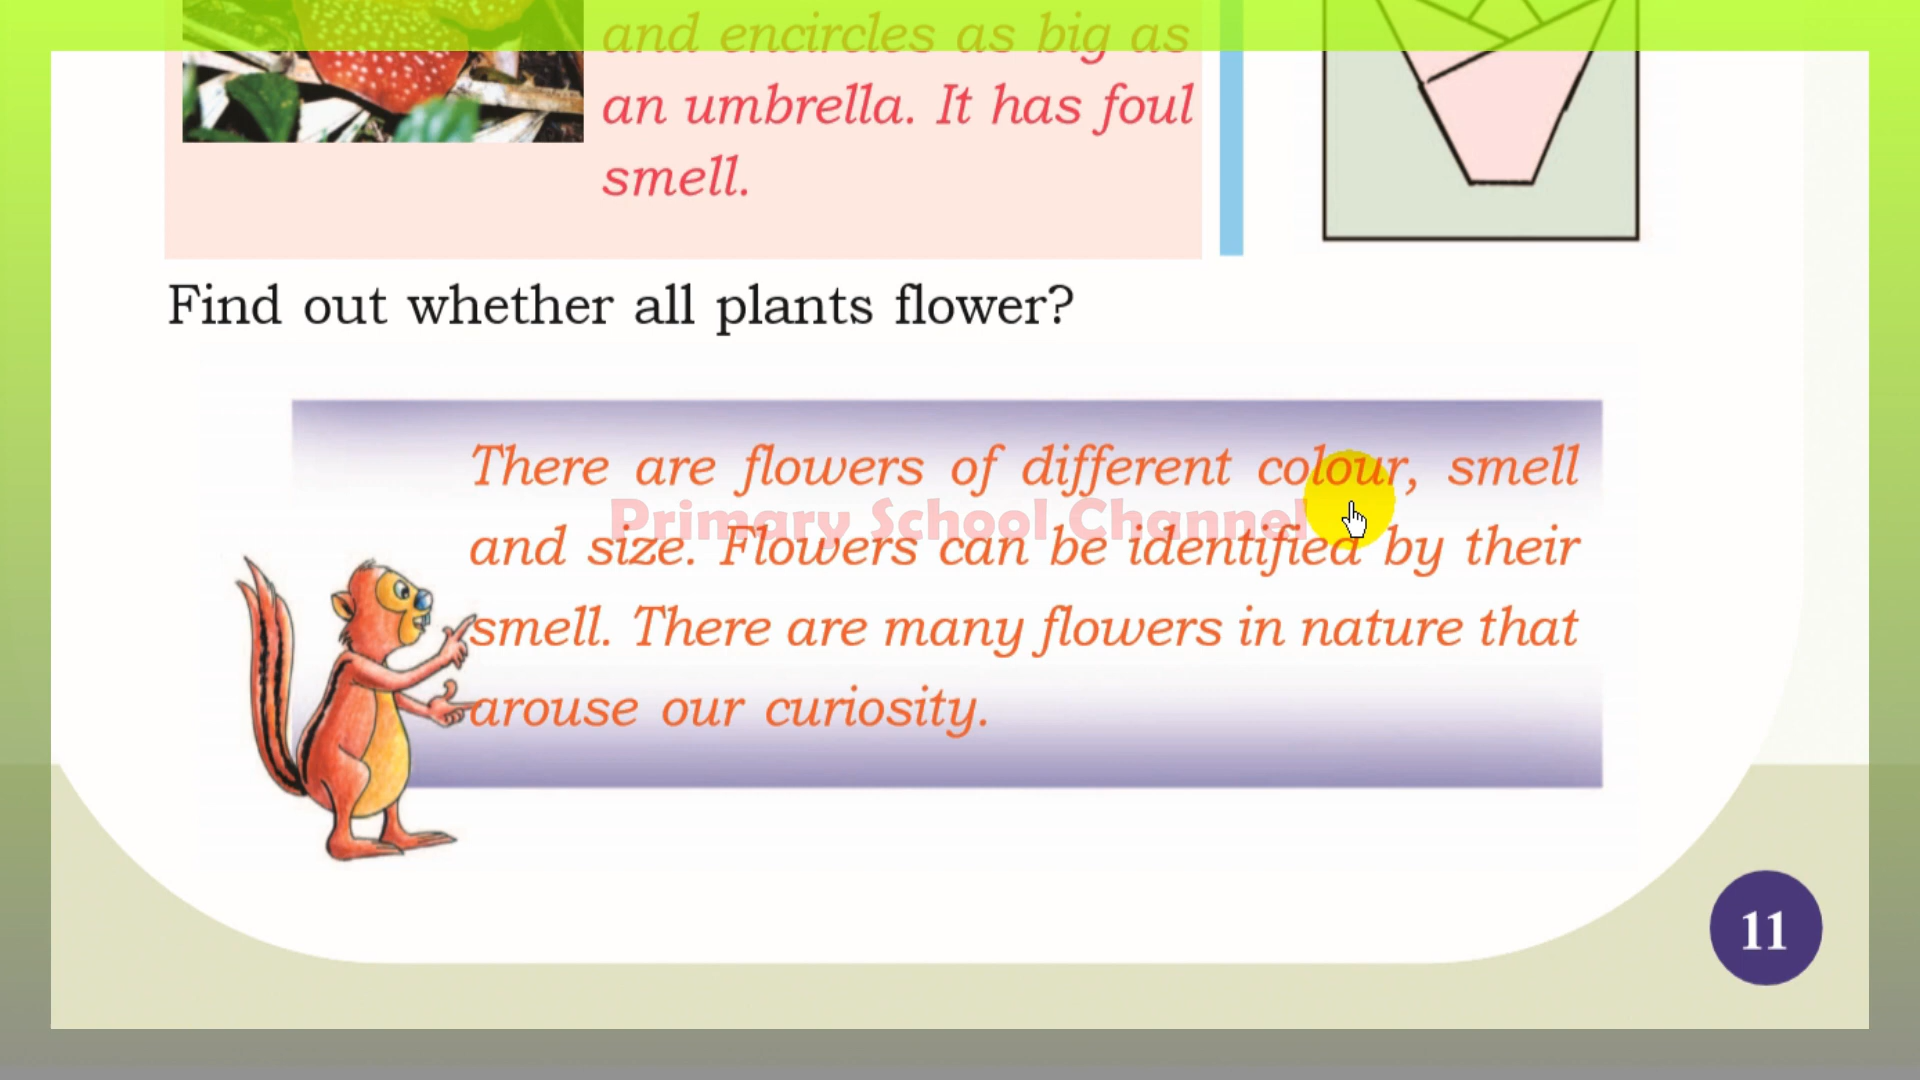 and encircles as big as
an umbrella. It has foul
smell.
Find out whether all plants flower?
There are flowers of different colour, smell
Primary School Channel
and size. Flowers can be identified by their
smell. There are many flowers in nature that
arouse our curiosity.
11